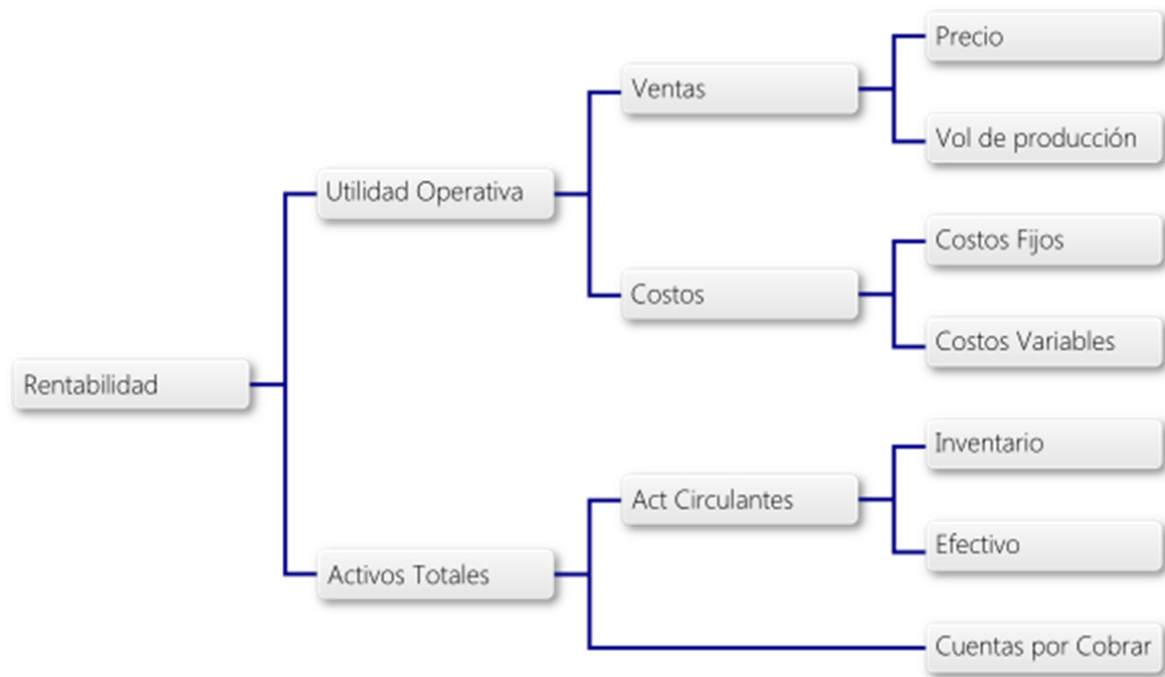 Precio
Ventas
Vol de producción
Utilidad Operativa
Costos Fijos
Costos
Costos Variables
Rentabilidad
Inventario
Act Circulantes
Efectivo
Activos Totales
Cuentas por Cobrar